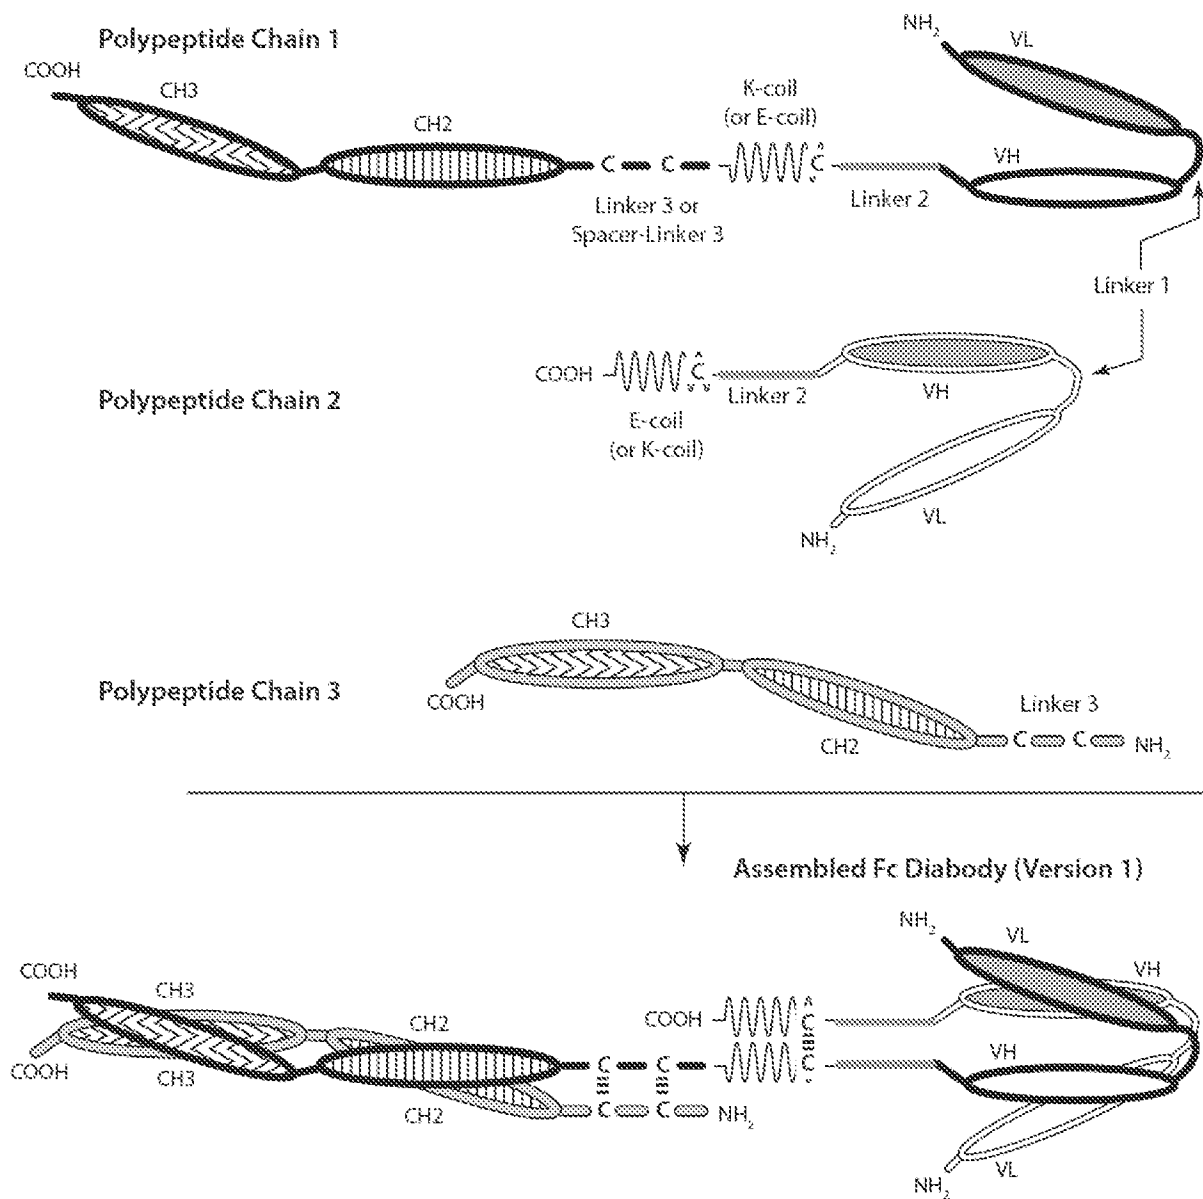 Polypeptide Chain 1
COOH
CH3
CH2
C
C
Linker 3 or
Spacer-Linker 3
K-coil
(or E-coil)
C
Linker 2
NH2
VL
VH
Linker 1
Polypeptide Chain 2
COOH
C
E-coil
(or K-coil)
Linker 2
VH
VL
NH2
Polypeptide Chain 3
CH3
COOH
CH2
Linker 3
C
C
NH2
Assembled Fc Diabody (Version 1)
COOH
CH3
COOH
CH3
CH2
CH2
C
C
C
C
NH2
COOH
C
C
NH2
VL
VH
VH
VL
NH2